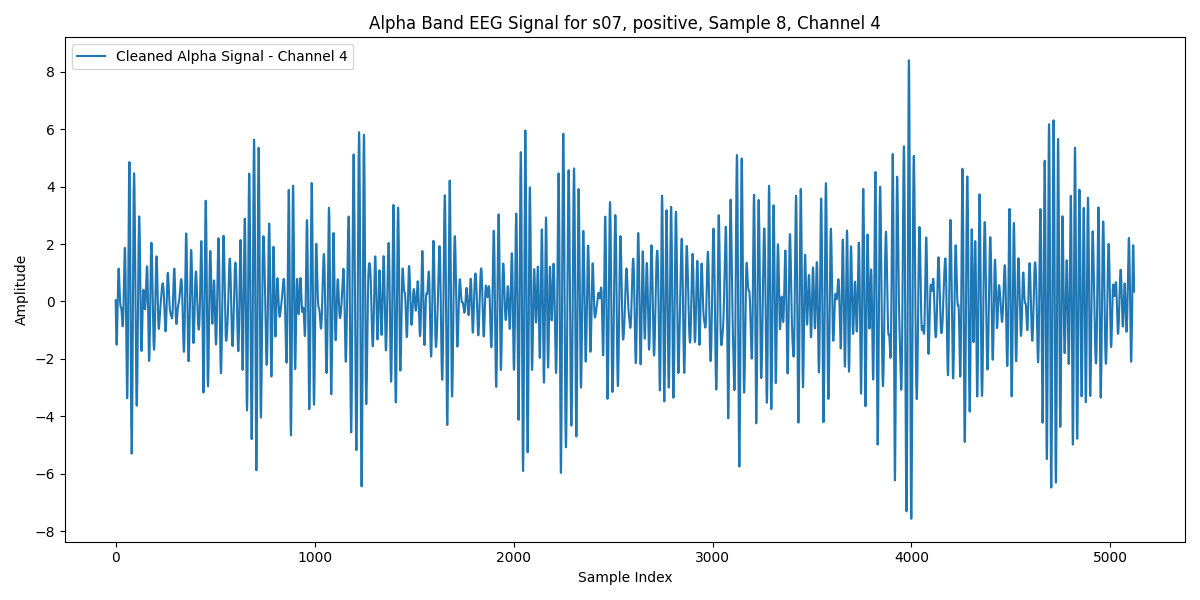 Alpha Band EEG Signal for s07, positive, Sample 8, Channel 4
Cleaned Alpha Signal - Channel 4
8
6
4
2
0
−2
−4
−6
−8
Amplitude
0 1000 2000 3000 4000 5000
Sample Index